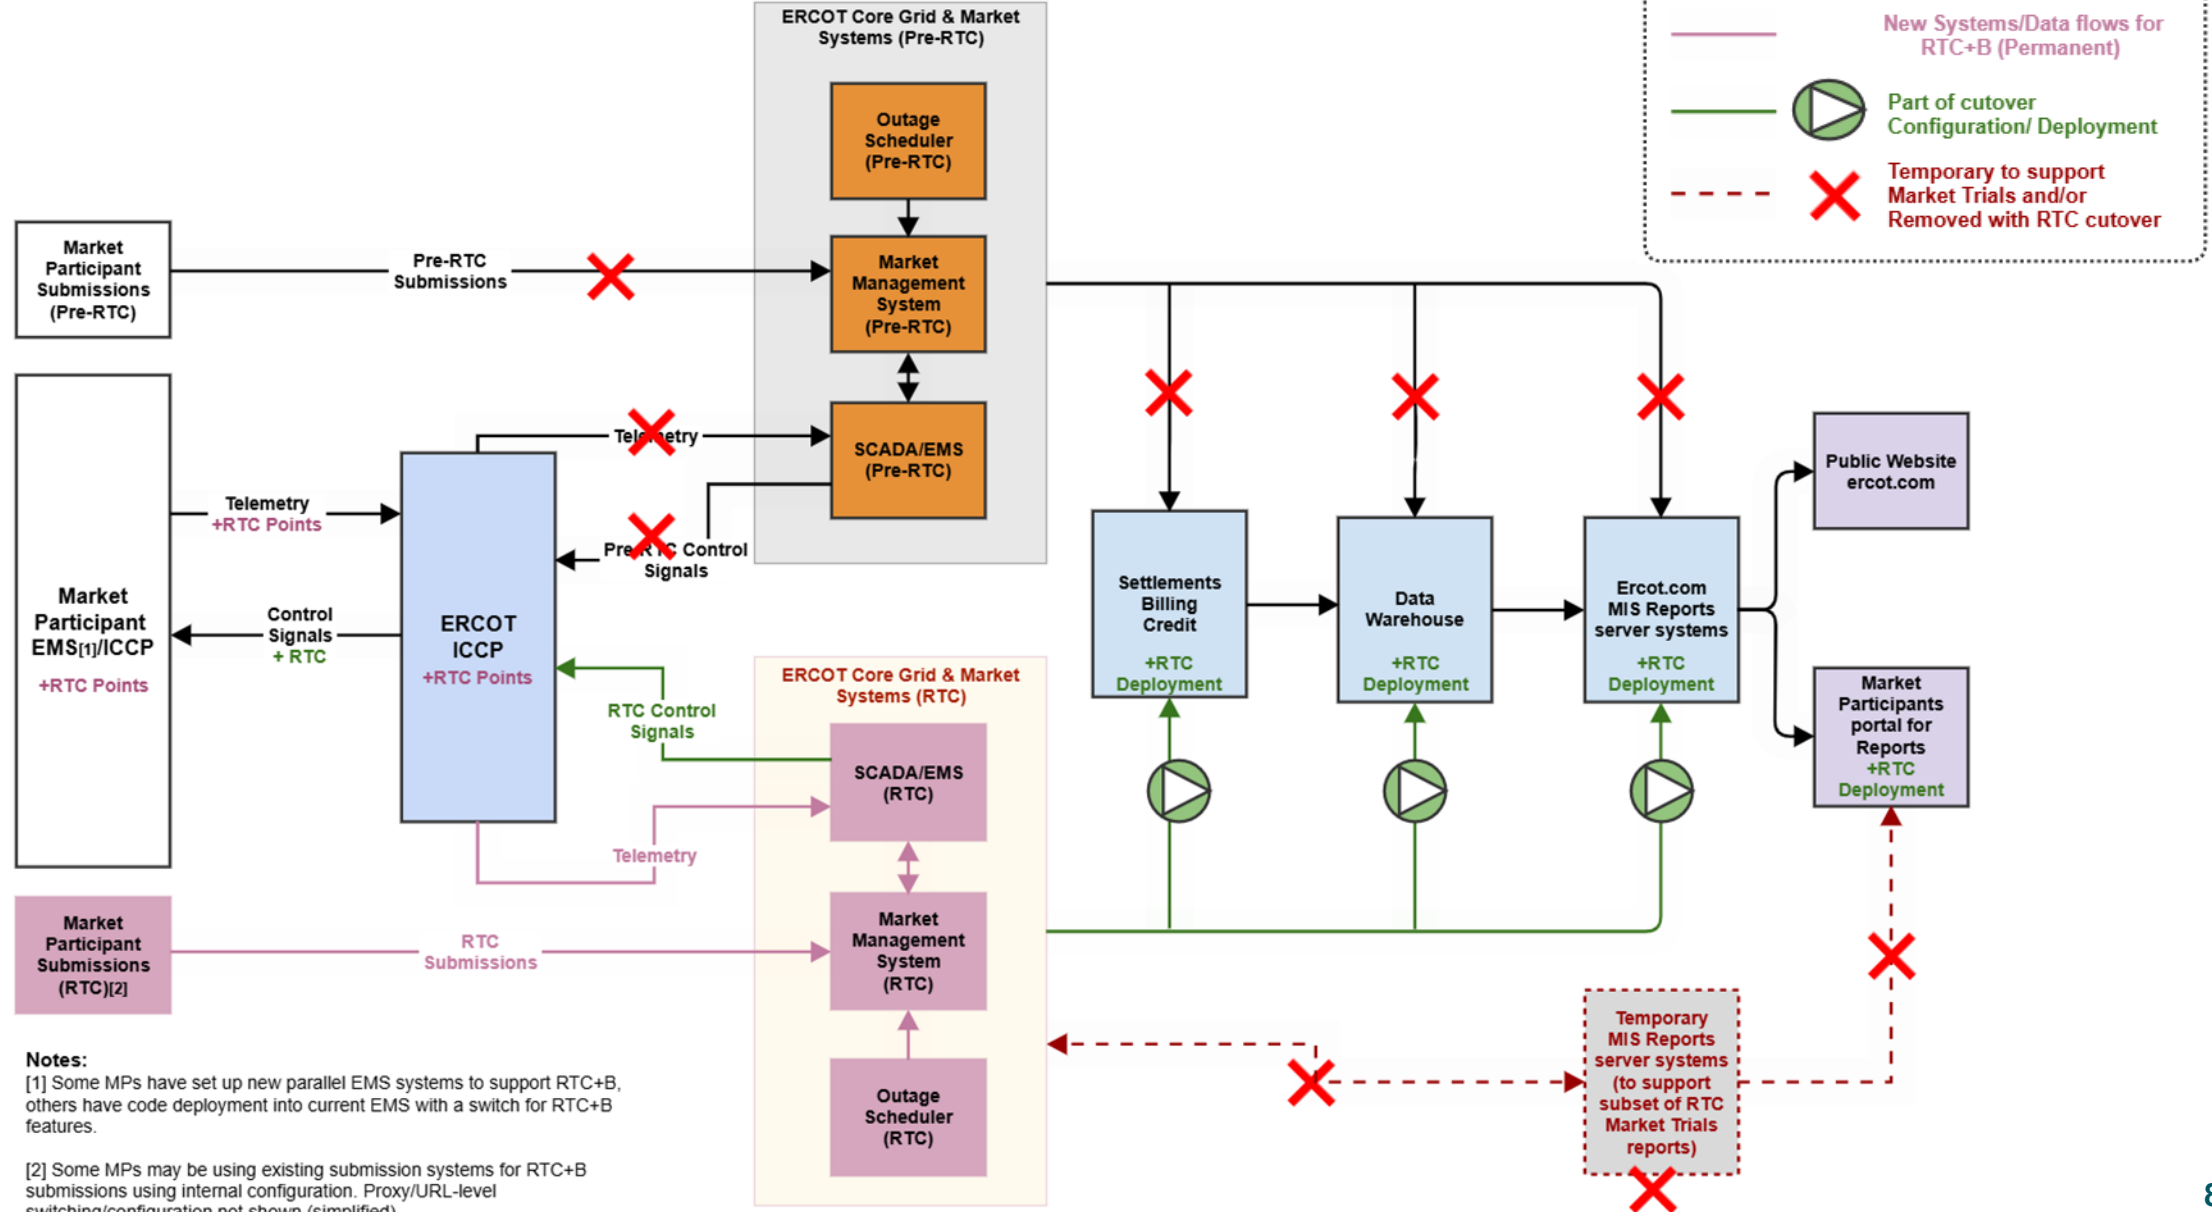 ERCOT Core Grid & Market
Systems (Pre-RTC)
Outage
Scheduler
(Pre-RTC)
Market
Management
System
(Pre-RTC)
SCADA/EMS
(Pre-RTC)
New Systems/Data flows for
RTC+B (Permanent)
Part of cutover
Configuration/ Deployment
Temporary to support
Market Trials and/or
Removed with RTC cutover
Market
Participant
Submissions
(Pre-RTC)
Pre-RTC
Submissions
Telemetry
Pre-RTC Control
Signals
Market
Participant
EMS[1]/ICCP
+RTC Points
Telemetry
+RTC Points
Control
Signals
+ RTC
ERCOT
ICCP
+RTC Points
RTC Control
Signals
Telemetry
ERCOT Core Grid & Market
Systems (RTC)
SCADA/EMS
(RTC)
Market
Management
System
(RTC)
Outage
Scheduler
(RTC)
Market
Participant
Submissions
(RTC)[2]
RTC
Submissions
Settlements
Billing
Credit
+RTC
Deployment
Data
Warehouse
+RTC
Deployment
Ercot.com
MIS Reports
server systems
+RTC
Deployment
Public Website
ercot.com
Market
Participants
portal for
Reports
+RTC
Deployment
Temporary
MIS Reports
server systems
(to support
subset of RTC
Market Trials
reports)
Notes:
[1] Some MPs have set up new parallel EMS systems to support RTC+B,
others have code deployment into current EMS with a switch for RTC+B
features.
[2] Some MPs may be using existing submission systems for RTC+B
submissions using internal configuration. Proxy/URL-level
switching/configuration not shown (simplified)
8